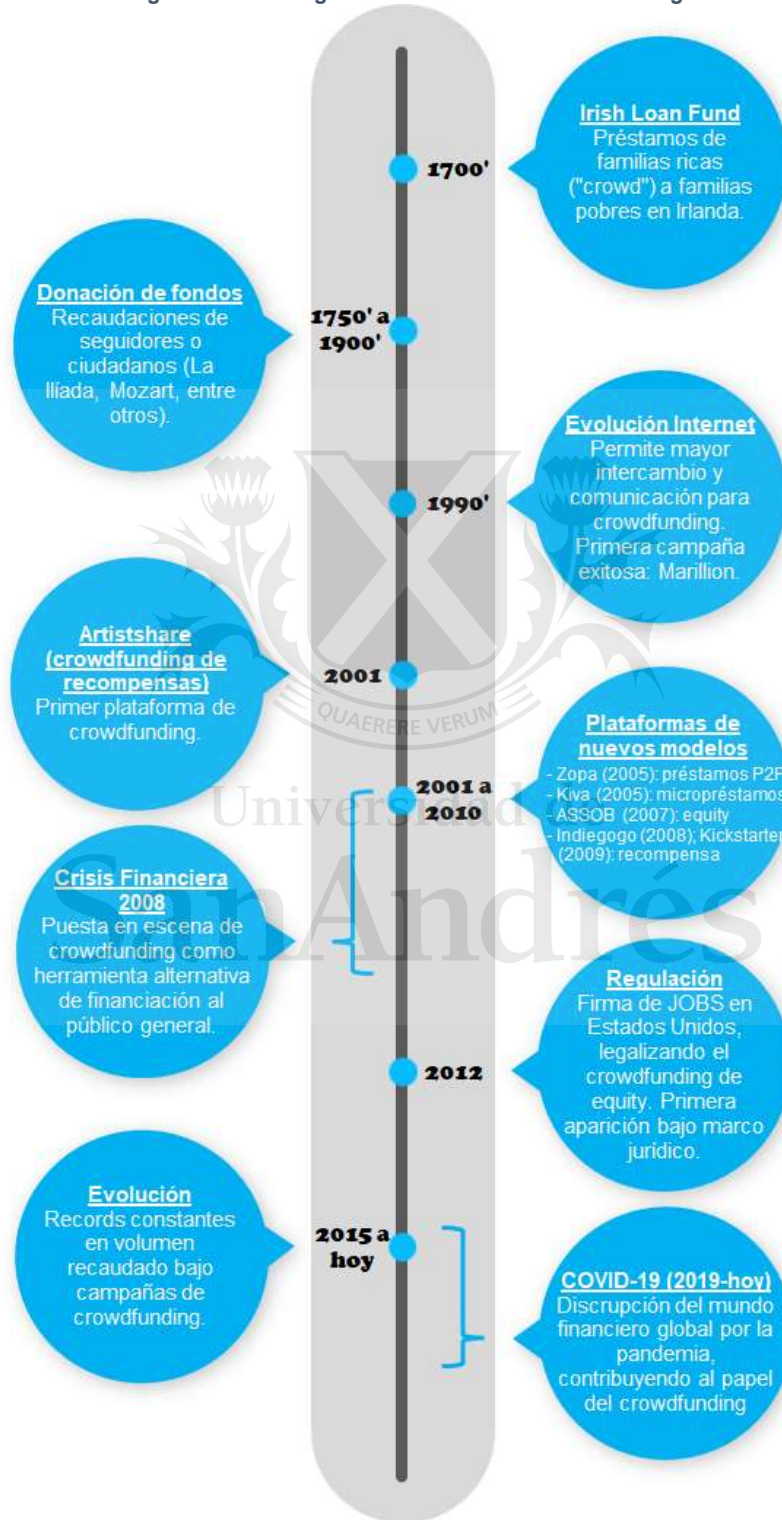 Irish Loan Fund
Préstamos de
familias ricas
("crowd") a familias
pobres en Irlanda.
1700'
Donación de fondos
Recaudaciones de
seguidores o
ciudadanos (La
Ilíada, Mozart, entre
otros).
1750' a
1900'
Evolución Internet
Permite mayor
intercambio y
comunicación para
crowdfunding.
Primera campaña
exitosa: Marillion.
1990'
Artistshare
(crowdfunding de
recompensas)
Primer plataforma de
crowdfunding.
2001
QUAERERE VERUM
Plataformas de
nuevos modelos
- Zopa (2005): préstamos P2P
- Kiva (2005): micropréstamos
- ASSOB (2007): equity
- Indiegogo (2008); Kickstarter
(2009): recompensa
2001 a
2010
Universidad de
SanAndrés
Crisis Financiera
2008
Puesta en escena de
crowdfunding como
herramienta alternativa
de financiación al
público general.
Regulación
Firma de JOBS en
Estados Unidos,
legalizando el
crowdfunding de
equity. Primera
aparición bajo marco
jurídico.
2012
Evolución
Records constantes
en volumen
recaudado bajo
campañas de
crowdfunding.
2015 a
hoy
COVID-19 (2019-hoy)
Discrupción del mundo
financiero global por la
pandemia,
contribuyendo al papel
del crowdfunding